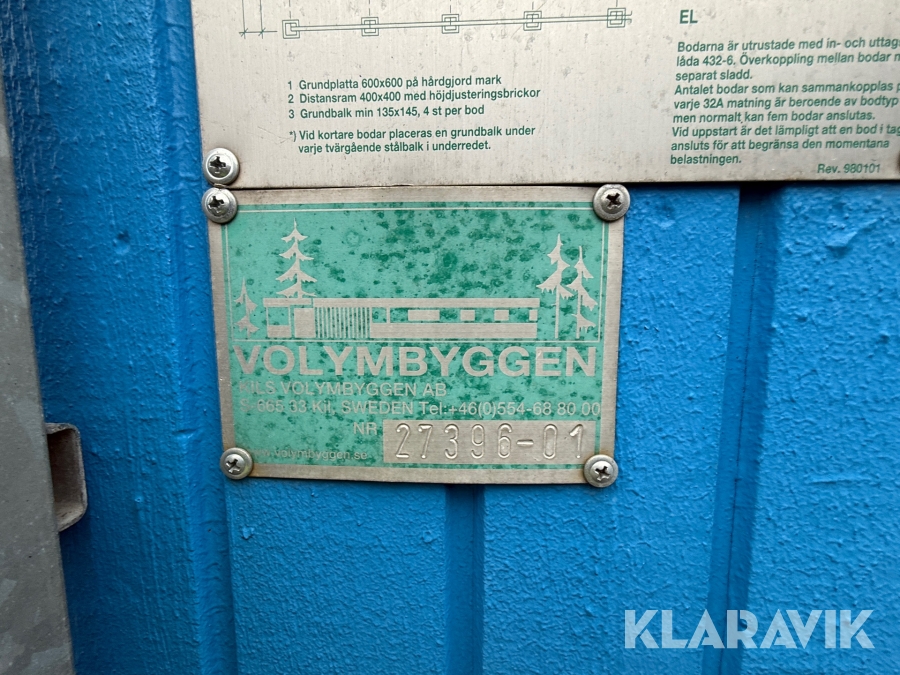 EL
Bodarna är utrustade med in- och uttags
låda 432-6. Överkoppling mellan bodar
separat sladd.
Antalet bodar som kan sammankopplas
varje 32A matning är beroende av bodtyp
men normalt kan fem bodar anslutas.
Vid uppstart är det lämpligt att en bod i
ansluts för att begränsa den momentana
belastningen.
Rev. 980101
1 Grundplatta 600x600 på hårdgjord mark
2 Distansram 400x400 med höjdjusteringsbrickor
3 Grundbalk min 135x145, 4 st per bod
*) Vid kortare bodar placeras en grundbalk under
varje tvärgående stålbalk i underredet.
VOLYMBYGGEN
NILS VOLYMBYGGEN AB
S-665 33 Kil, SWEDEN Tel:+46(0)554-68 80 00
NR 27396-01
www.volymbyggen.se
KLARAVIK